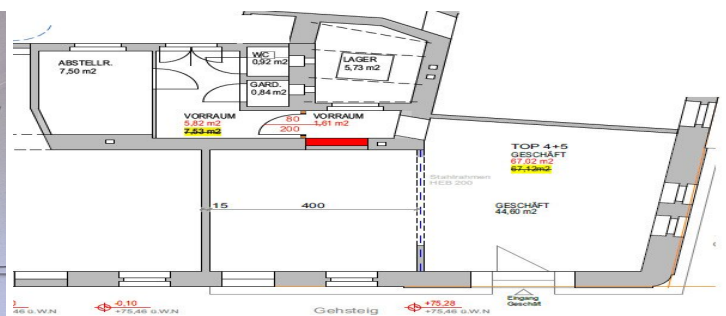 ABSTELLR.
7,50 m2
WC
0,92 m2
GARD.
0,84 m2
LAGER
5,73 m2
VORRAUM
5,82 m2
7,53 m2
80
200
VORRAUM
1,61 m2
TOP 4+5
GESCHÄFT
67,02 m2
67,12m2
Stahlrahmen
HEB 200
15
400
GESCHÄFT
44,60 m2
-0,10
+75,46 ü.W.N
Gehsteig
+75,28
+75,46 ü.W.N
Eingang
Geschäft